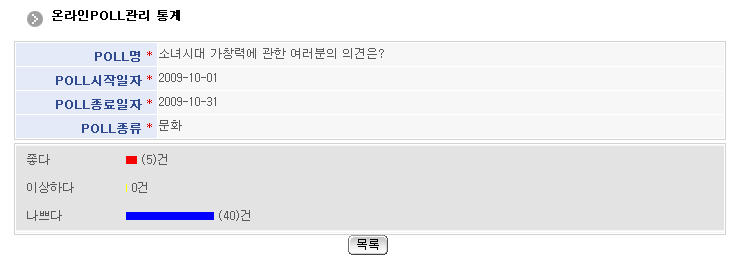 온라인POLL관리 통계
POLL명 * 소녀시대 가창력에 관한 여러분의 의견은?
POLL시작일자 * 2009-10-01
POLL종료일자 * 2009-10-31
POLL종류 * 문화
좋다 (5)건
이상하다 0건
나쁘다 (40)건
목록